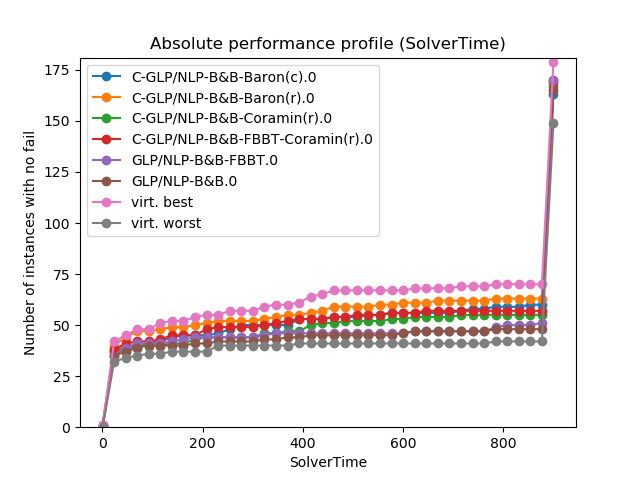 Absolute performance profile (SolverTime)
Number of instances with no fail
175
150
125
100
75
50
25
0
C-GLP/NLP-B&B-Baron(c).0
C-GLP/NLP-B&B-Baron(r).0
C-GLP/NLP-B&B-Coramin(r).0
C-GLP/NLP-B&B-FBBT-Coramin(r).0
GLP/NLP-B&B-FBBT.0
GLP/NLP-B&B.0
virt. best
virt. worst
0 200 400 600 800
SolverTime